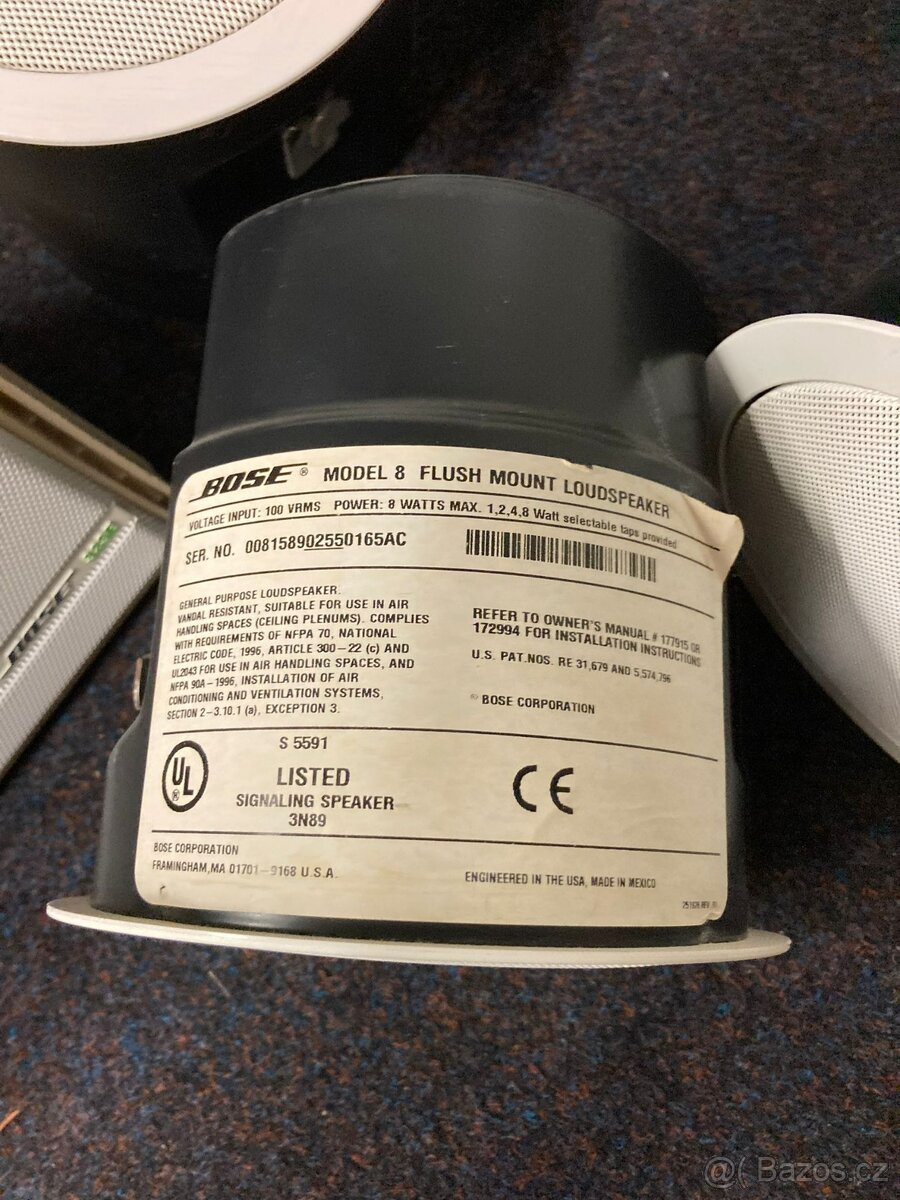 BOSE® MODEL 8 FLUSH MOUNT LOUDSPEAKER
VOLTAGE INPUT: 100 VRMS POWER: 8 WATTS MAX. 1,2,4,8 Watt selectable taps provided
SER. NO. 008158902550165AC
GENERAL PURPOSE LOUDSPEAKER.
VANDAL RESISTANT, SUITABLE FOR USE IN AIR
HANDLING SPACES (CEILING PLENUMS). COMPLIES
WITH REQUIREMENTS OF NFPA 70, NATIONAL
ELECTRIC CODE, 1996, ARTICLE 300-22 (c) AND
UL2043 FOR USE IN AIR HANDLING SPACES, AND
NFPA 90A-1996, INSTALLATION OF AIR
CONDITIONING AND VENTILATION SYSTEMS,
SECTION 2-3.10.1 (a), EXCEPTION 3.
REFER TO OWNER'S MANUAL # 177915 OR
172994 FOR INSTALLATION INSTRUCTIONS
U.S. PAT.NOS. RE 31,679 AND 5,574,796
© BOSE CORPORATION
UL®
S 5591
LISTED
SIGNALING SPEAKER
3N89
CE
BOSE CORPORATION
FRAMINGHAM,MA 01701-9168 U.S.A.
ENGINEERED IN THE USA, MADE IN MEXICO
BOSE
@( Bazos.cz